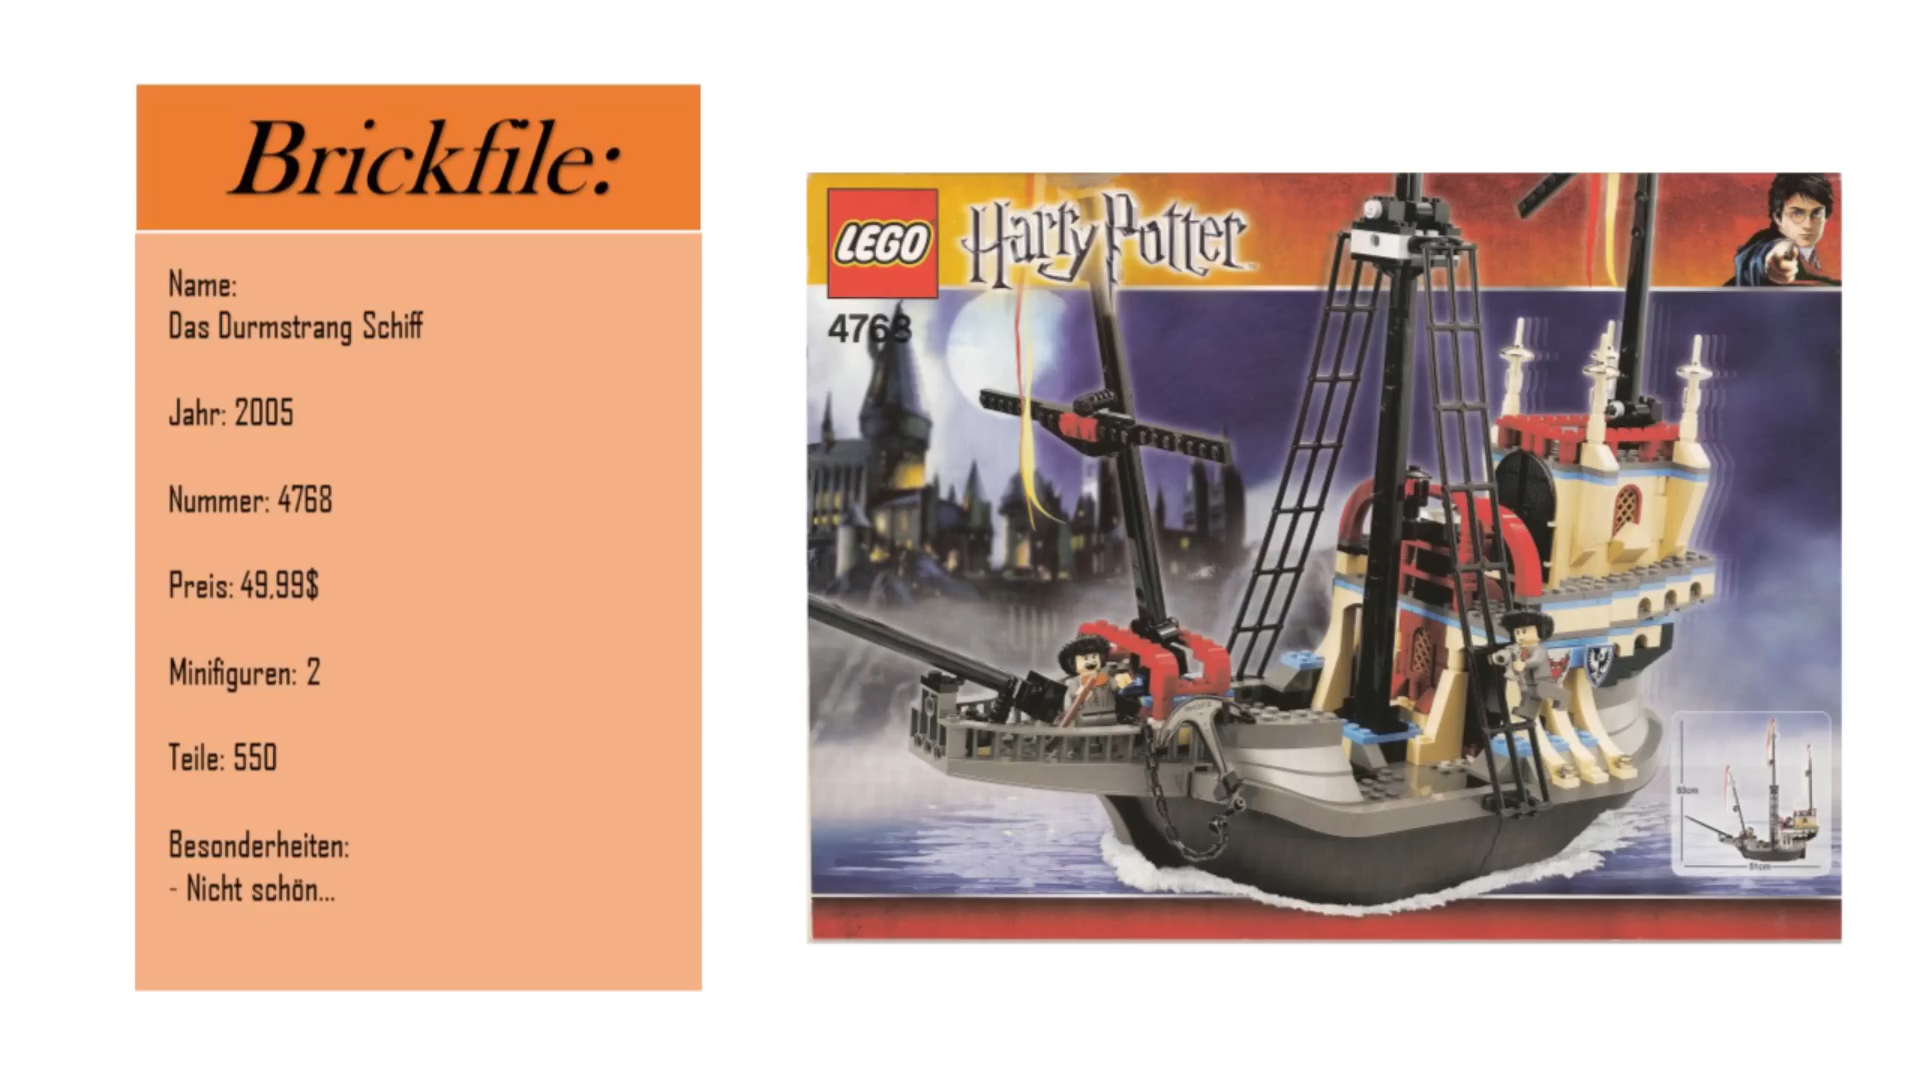 Brickfile:
Name:
Das Durmstrang Schiff
Jahr: 2005
Nummer: 4768
Preis: 49,99$
Minifiguren: 2
Teile: 550
Besonderheiten:
- Nicht schön...
LEGO
Harry Potter
4768
51cm